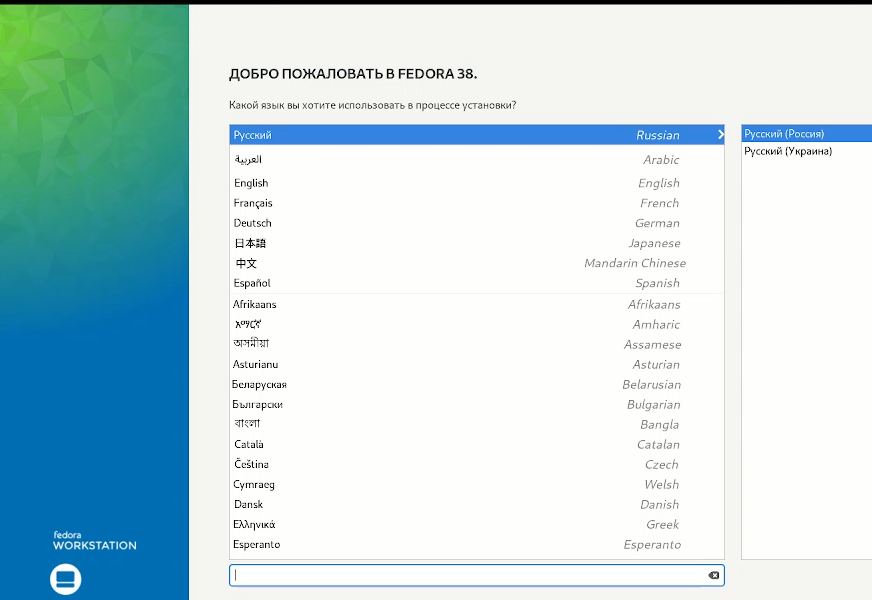 ДОБРО ПОЖАЛОВАТЬ В FEDORA 38.
Какой язык вы хотите использовать в процессе установки?
Русский Russian
العربية Arabic
English English
Français French
Deutsch German
日本語 Japanese
中文 Mandarin Chinese
Español Spanish
Afrikaans Afrikaans
አማርኛ Amharic
অসমীয়া Assamese
Asturianu Asturian
Беларуская Belarusian
Български Bulgarian
বাংলা Bangla
Català Catalan
Čeština Czech
Cymraeg Welsh
Dansk Danish
Ελληνικά Greek
Esperanto Esperanto
Русский (Россия)
Русский (Украина)
fedora
WORKSTATION